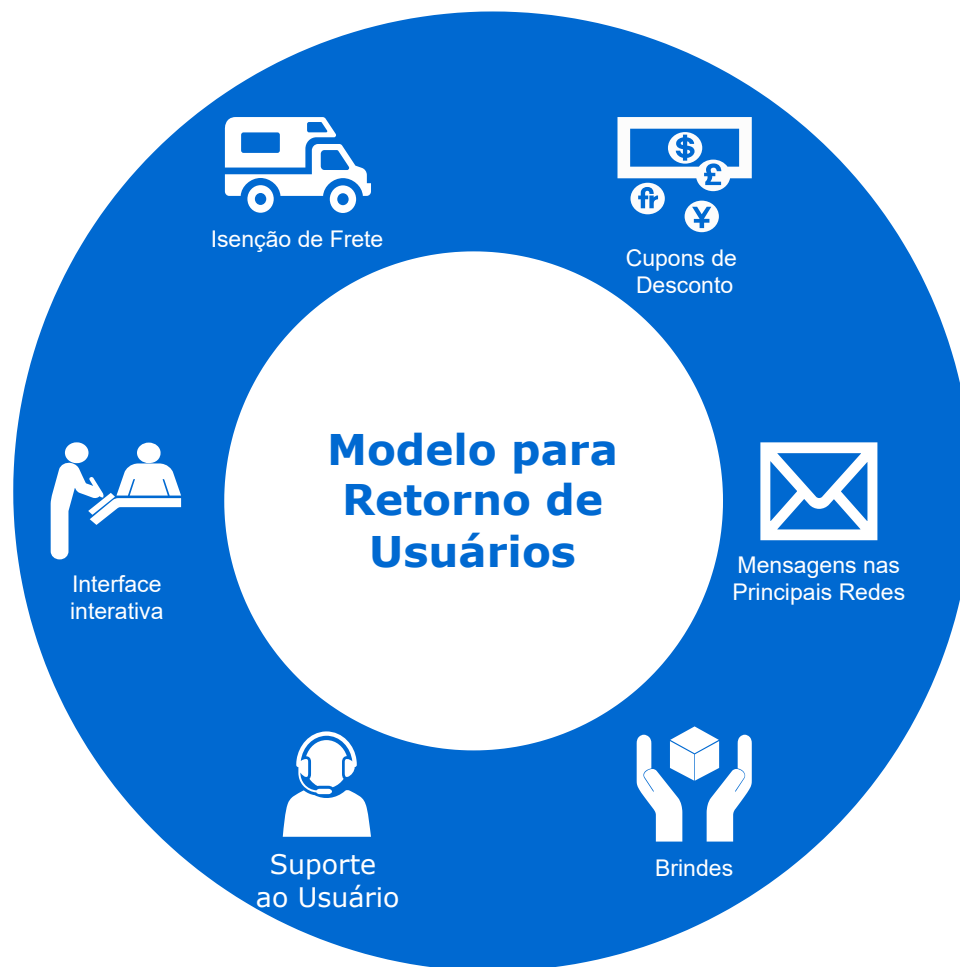 Isenção de Frete
$
£
fr
¥
Cupons de
Desconto
Modelo para
Retorno de
Usuários
Interface
interativa
Mensagens nas
Principais Redes
Suporte
ao Usuário
Brindes